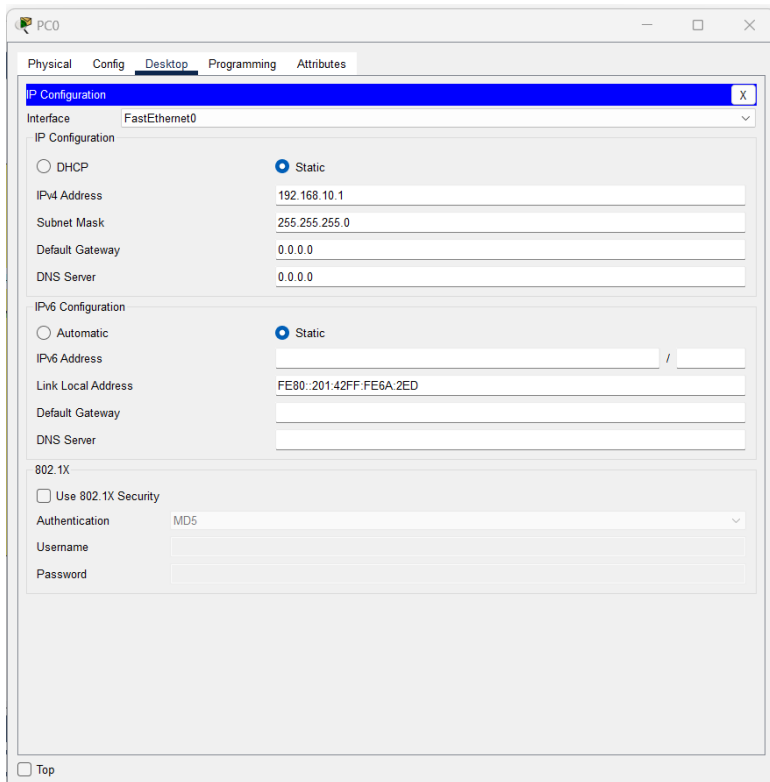 PC0
Physical Config Desktop Programming Attributes
IP Configuration X
Interface FastEthernet0
IP Configuration
DHCP Static
IPv4 Address 192.168.10.1
Subnet Mask 255.255.255.0
Default Gateway 0.0.0.0
DNS Server 0.0.0.0
IPv6 Configuration
Automatic Static
IPv6 Address /
Link Local Address FE80::201:42FF:FE6A:2ED
Default Gateway
DNS Server
802.1X
Use 802.1X Security
Authentication MD5
Username
Password
Top